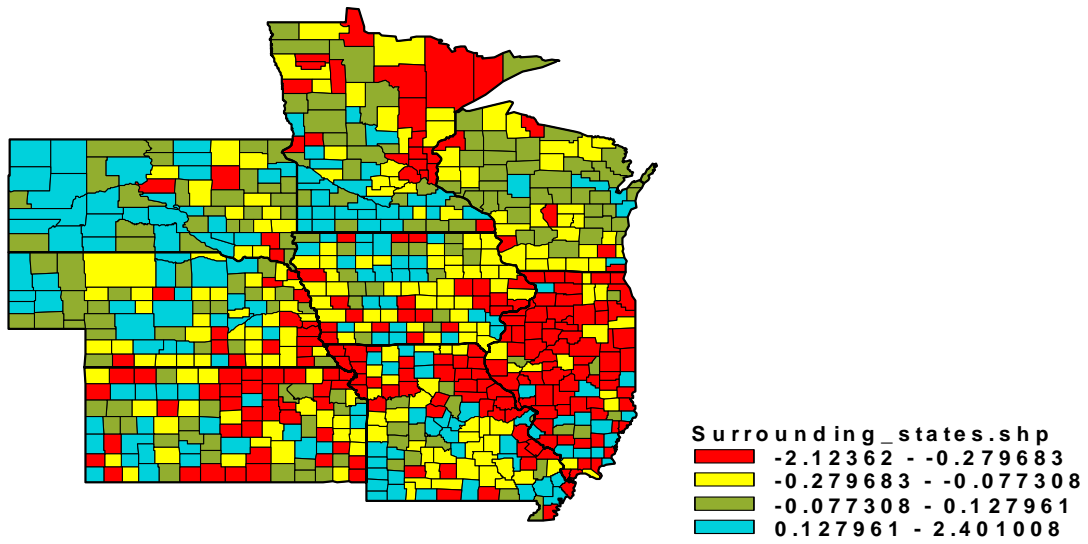 Surrounding_states.shp
-2.12362 - -0.279683
-0.279683 - -0.077308
-0.077308 - 0.127961
0.127961 - 2.401008